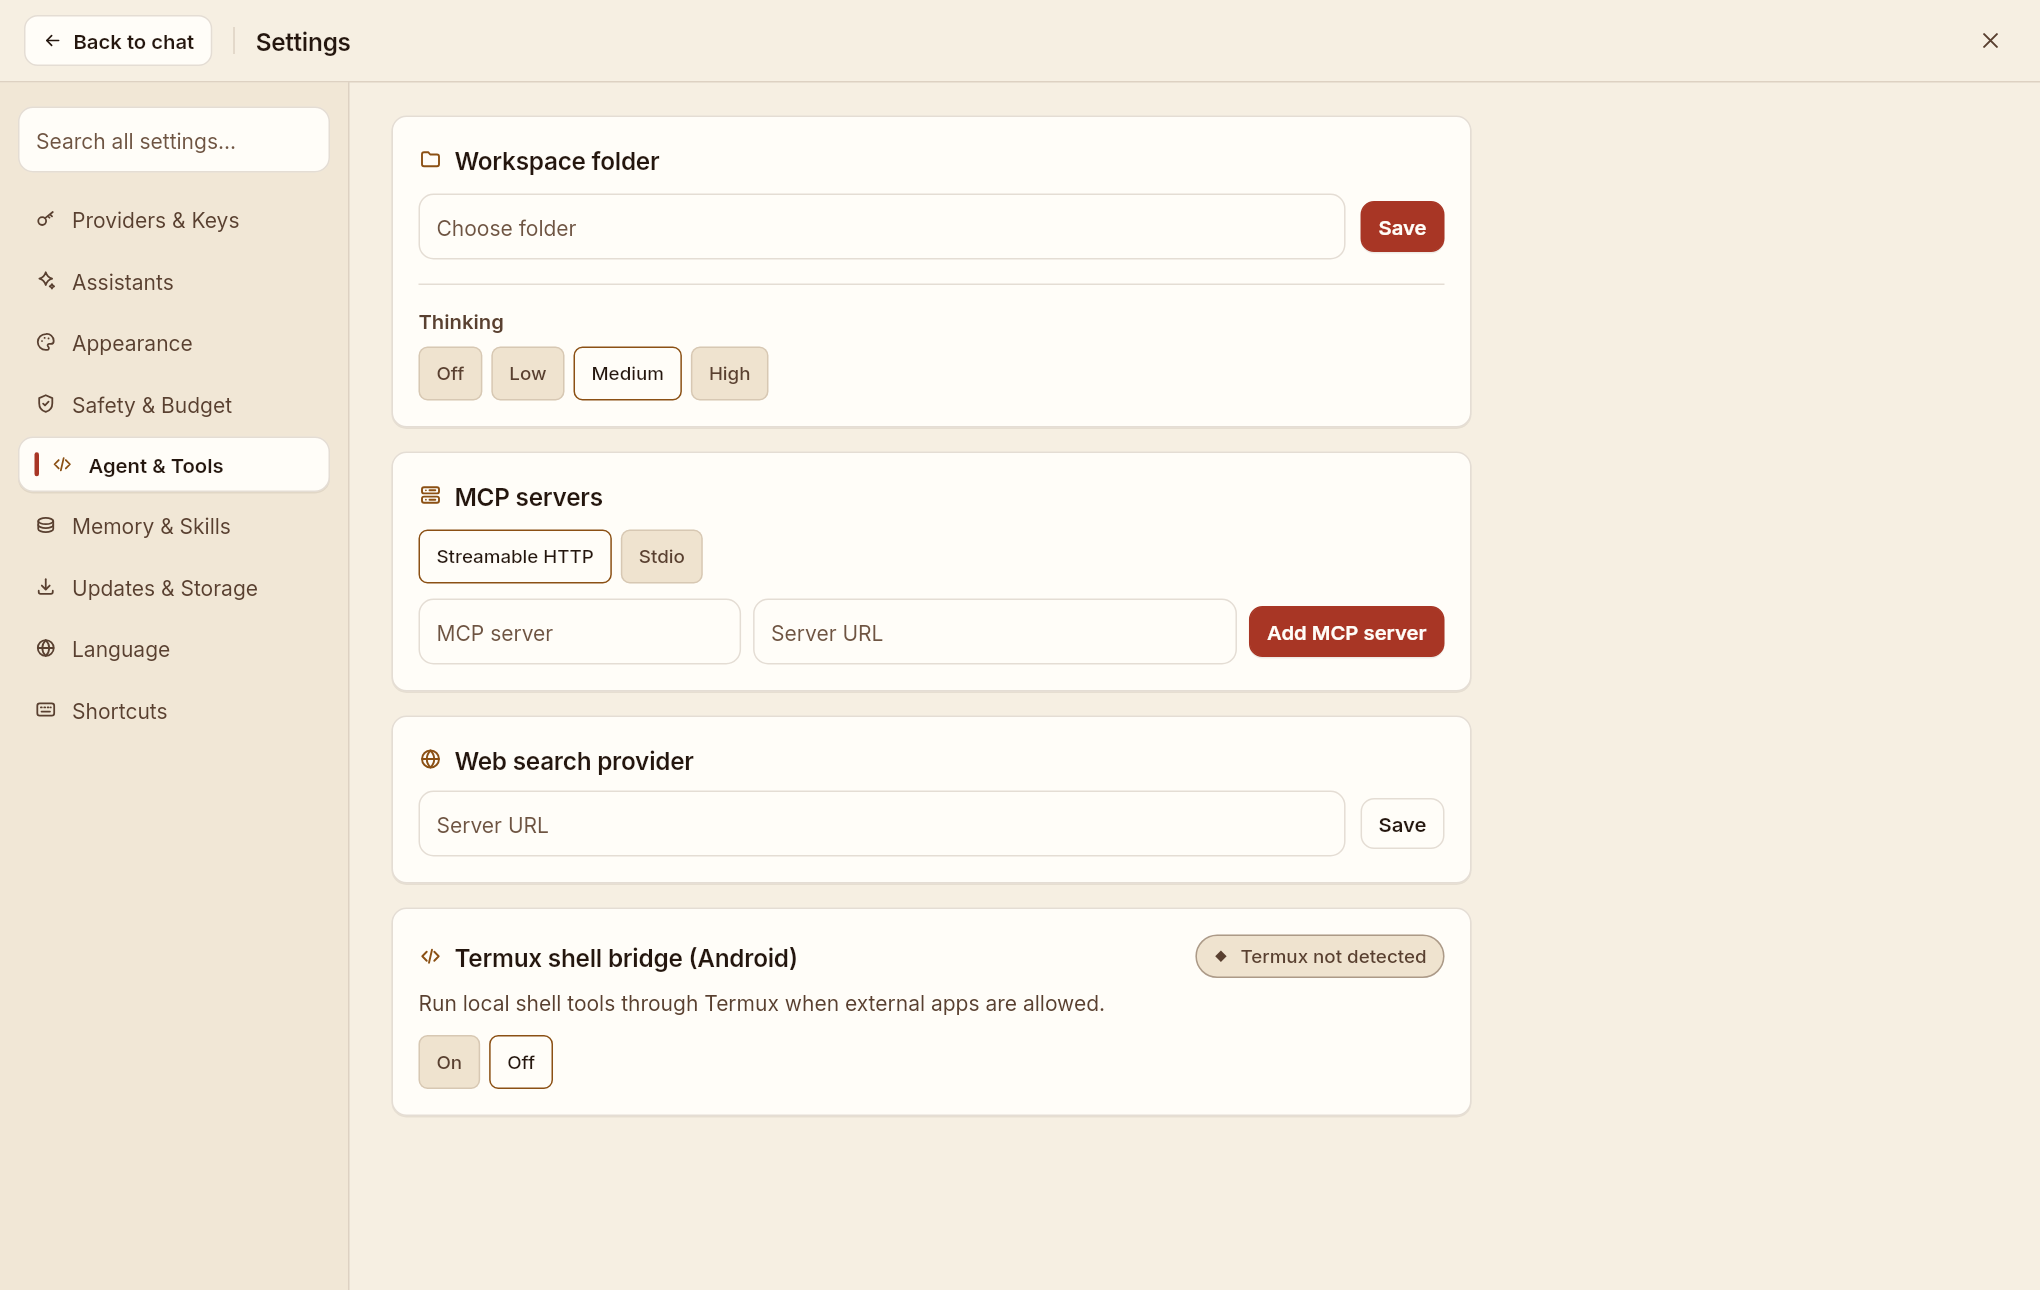 Back to chat
Settings
Search all settings...
Providers & Keys
Assistants
Appearance
Safety & Budget
Agent & Tools
Memory & Skills
Updates & Storage
Language
Shortcuts
Workspace folder
Choose folder
Save
Thinking
Off
Low
Medium
High
MCP servers
Streamable HTTP
Stdio
MCP server
Server URL
Add MCP server
Web search provider
Server URL
Save
Termux shell bridge (Android)
Termux not detected
Run local shell tools through Termux when external apps are allowed.
On
Off